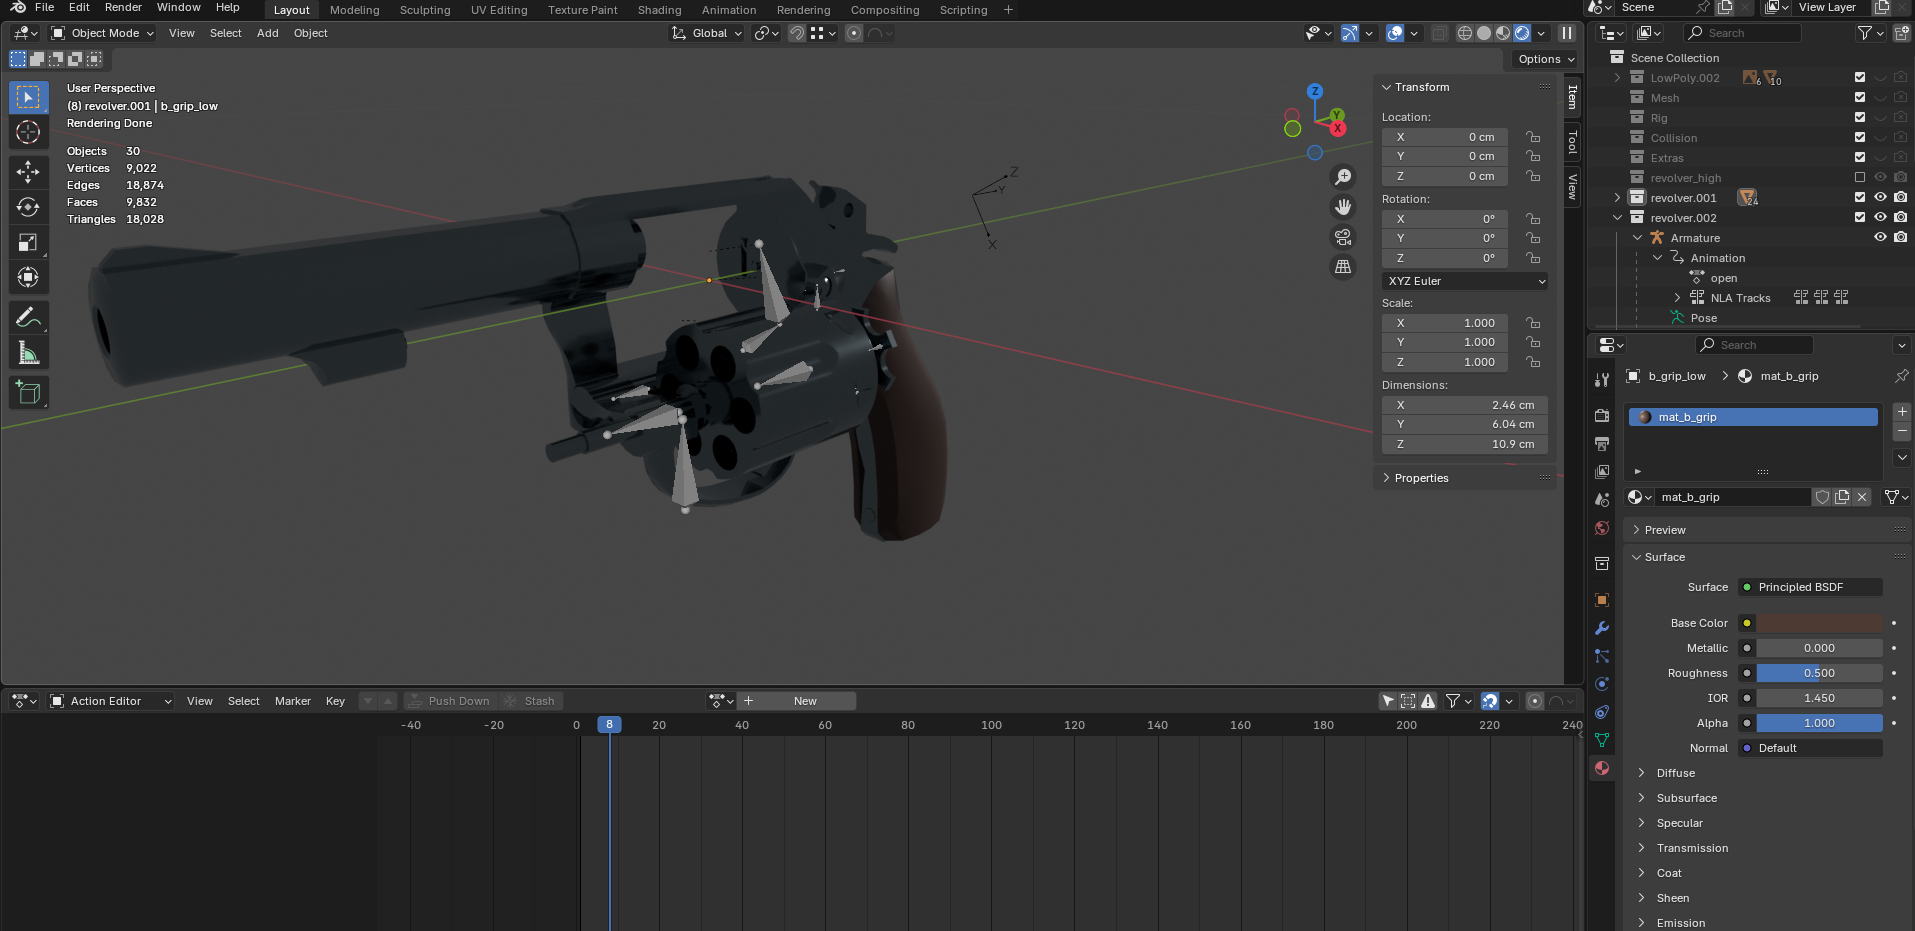 File Edit Render Window Help Layout Modeling Sculpting UV Editing Texture Paint Shading Animation Rendering Compositing Scripting + Scene View Layer
Object Mode View Select Add Object Global Search
Options
User Perspective
(8) revolver.001 | b_grip_low
Rendering Done
Objects 30
Vertices 9,022
Edges 18,874
Faces 9,832
Triangles 18,028
Z
Y
X
Z
Y
X
Transform
Location:
X 0 cm
Y 0 cm
Z 0 cm
Rotation:
X 0°
Y 0°
Z 0°
XYZ Euler
Scale:
X 1.000
Y 1.000
Z 1.000
Dimensions:
X 2.46 cm
Y 6.04 cm
Z 10.9 cm
Properties
Item
Tool
View
Scene Collection
LowPoly.002 6 10
Mesh
Rig
Collision
Extras
revolver_high
revolver.001 24
revolver.002
Armature
Animation
open
NLA Tracks
Pose
Search
b_grip_low > mat_b_grip
mat_b_grip
mat_b_grip
Preview
Surface
Surface Principled BSDF
Base Color
Metallic 0.000
Roughness 0.500
IOR 1.450
Alpha 1.000
Normal Default
Diffuse
Subsurface
Specular
Transmission
Coat
Sheen
Emission
Action Editor View Select Marker Key Push Down Stash + New
-40 -20 0 8 20 40 60 80 100 120 140 160 180 200 220 240